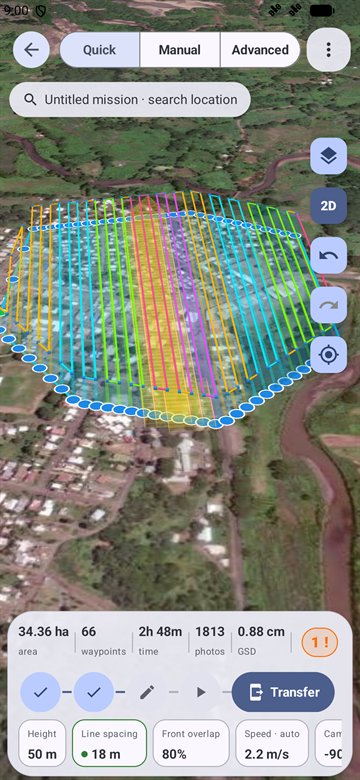 9:00
Quick Manual Advanced
Untitled mission · search location
2D
34.36 ha 66 2h 48m 1813 0.88 cm 1 !
area waypoints time photos GSD
Transfer
Height Line spacing Front overlap Speed · auto
50 m 18 m 80% 2.2 m/s -90